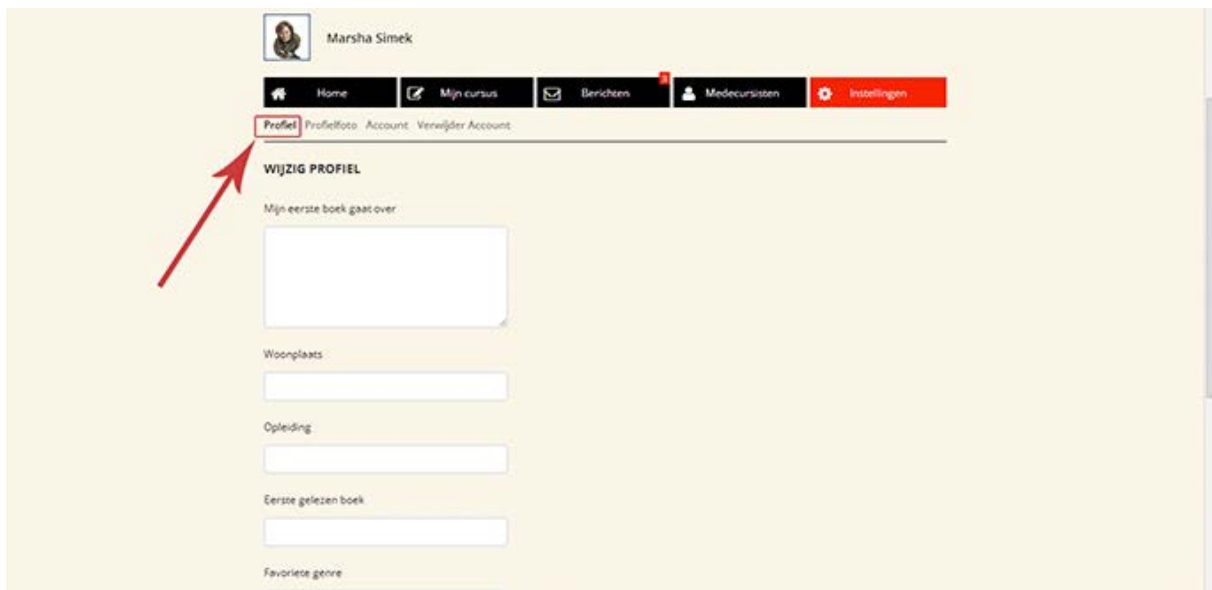 Marsha Simek
Home Mijn cursus Berichten 3 Medecursisten Instellingen
Profiel Profielfoto Account Verwijder Account
WIJZIG PROFIEL
Mijn eerste boek gaat over
Woonplaats
Opleiding
Eerste gelezen boek
Favoriete genre